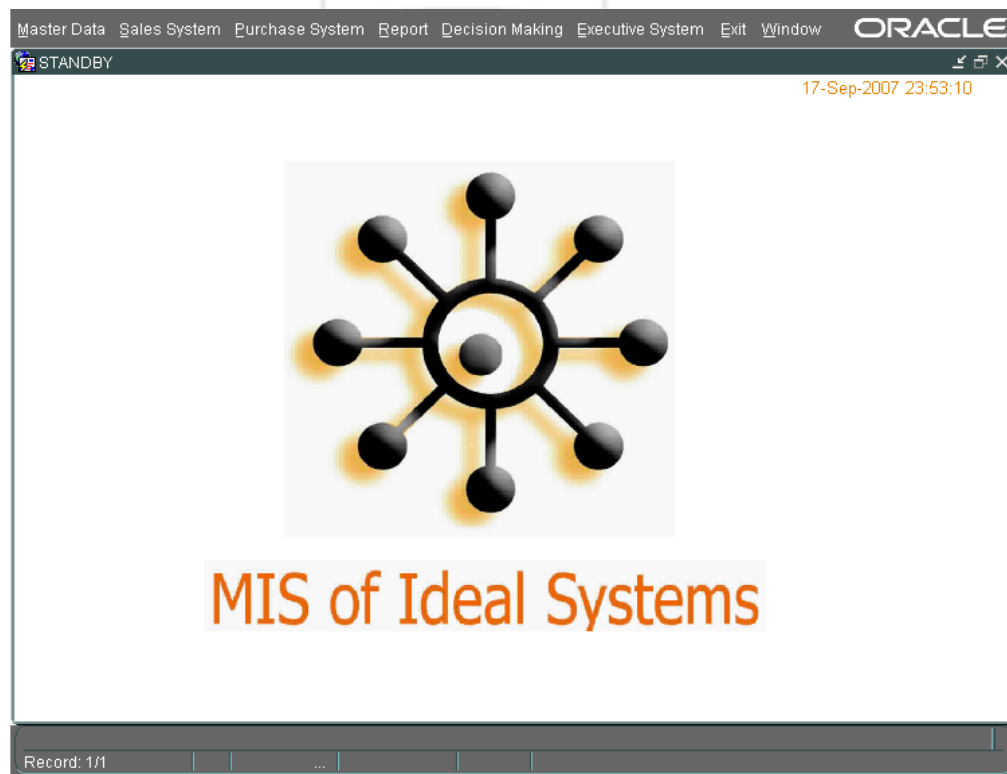 Master Data Sales System Purchase System Report Decision Making Executive System Exit Window ORACLE
STANDBY
17-Sep-2007 23:53:10
MIS of Ideal Systems
Record: 1/1 ...